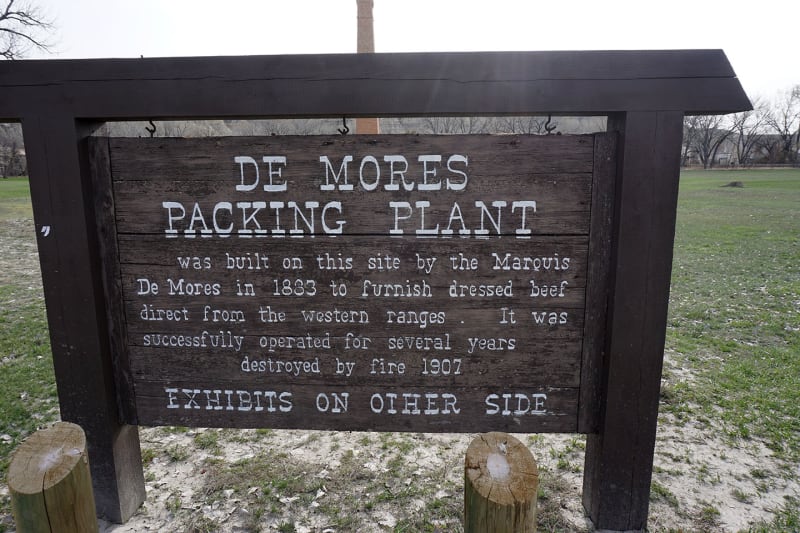 DE MORES
PACKING PLANT
was built on this site by the Marquis
De Mores in 1883 to furnish dressed beef
direct from the western ranges . It was
successfully operated for several years
destroyed by fire 1907
EXHIBITS ON OTHER SIDE